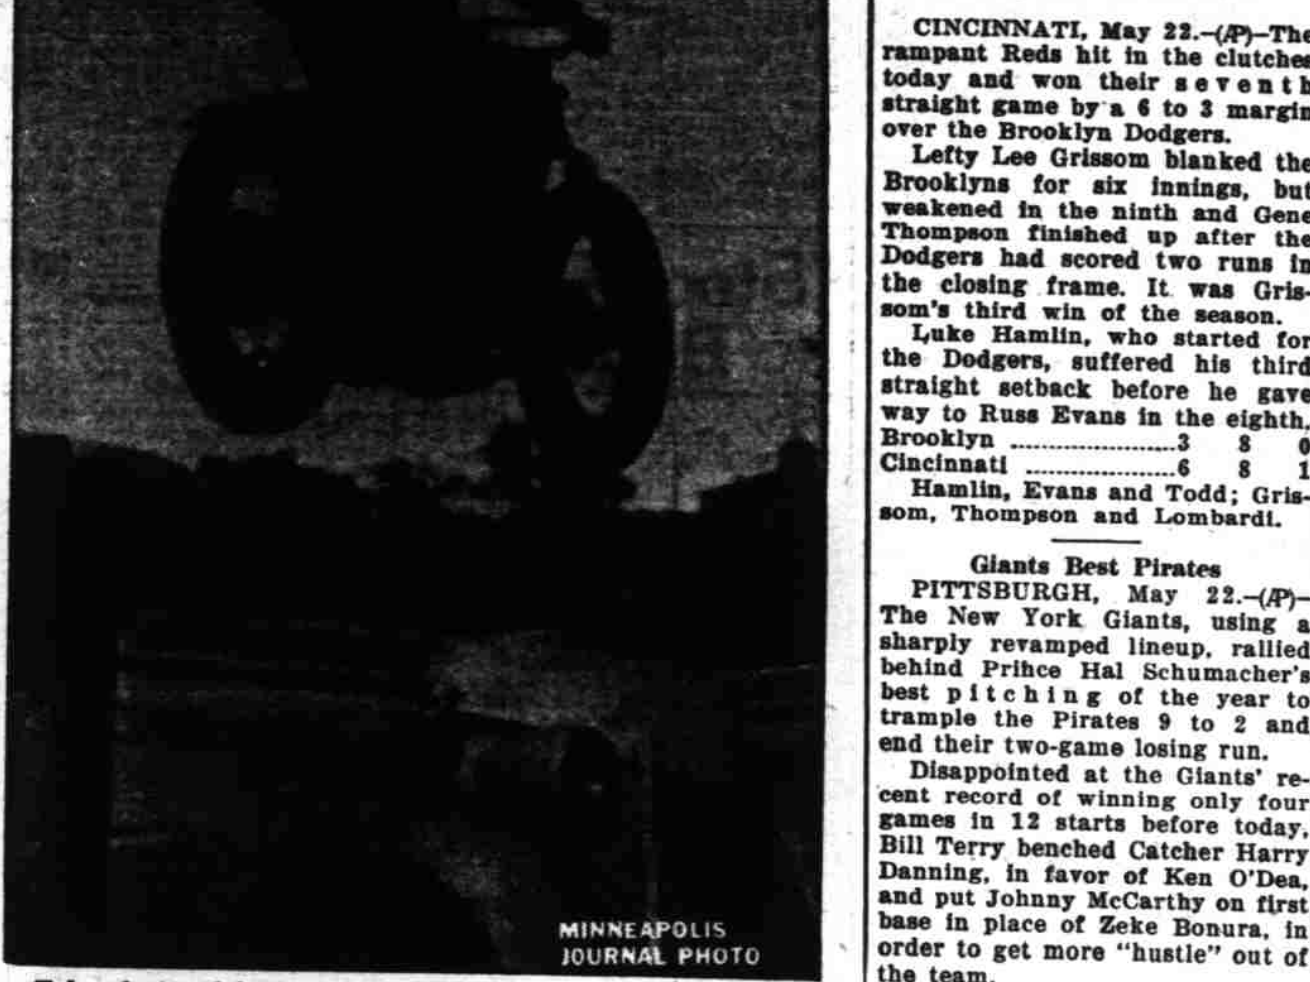 MINNEAPOLIS
JOURNAL PHOTO
CINCINNATI, May 22.—(AP)—The
rampant Reds hit in the clutches
today and won their seventh
straight game by a 6 to 3 margin
over the Brooklyn Dodgers.
Lefty Lee Grissom blanked the
Brooklyns for six innings, but
weakened in the ninth and Gene
Thompson finished up after the
Dodgers had scored two runs in
the closing frame. It was Gris-
som's third win of the season.
Luke Hamlin, who started for
the Dodgers, suffered his third
straight setback before he gave
way to Russ Evans in the eighth.
Brooklyn ........................3 8 0
Cincinnati ......................6 8 1
Hamlin, Evans and Todd; Gris-
som, Thompson and Lombardi.
Giants Best Pirates
PITTSBURGH, May 22.—(AP)—
The New York Giants, using a
sharply revamped lineup, rallied
behind Prihce Hal Schumacher's
best pitching of the year to
trample the Pirates 9 to 2 and
end their two-game losing run.
Disappointed at the Giants' re-
cent record of winning only four
games in 12 starts before today,
Bill Terry benched Catcher Harry
Danning, in favor of Ken O'Dea,
and put Johnny McCarthy on first
base in place of Zeke Bonura, in
order to get more "hustle" out of
the team.